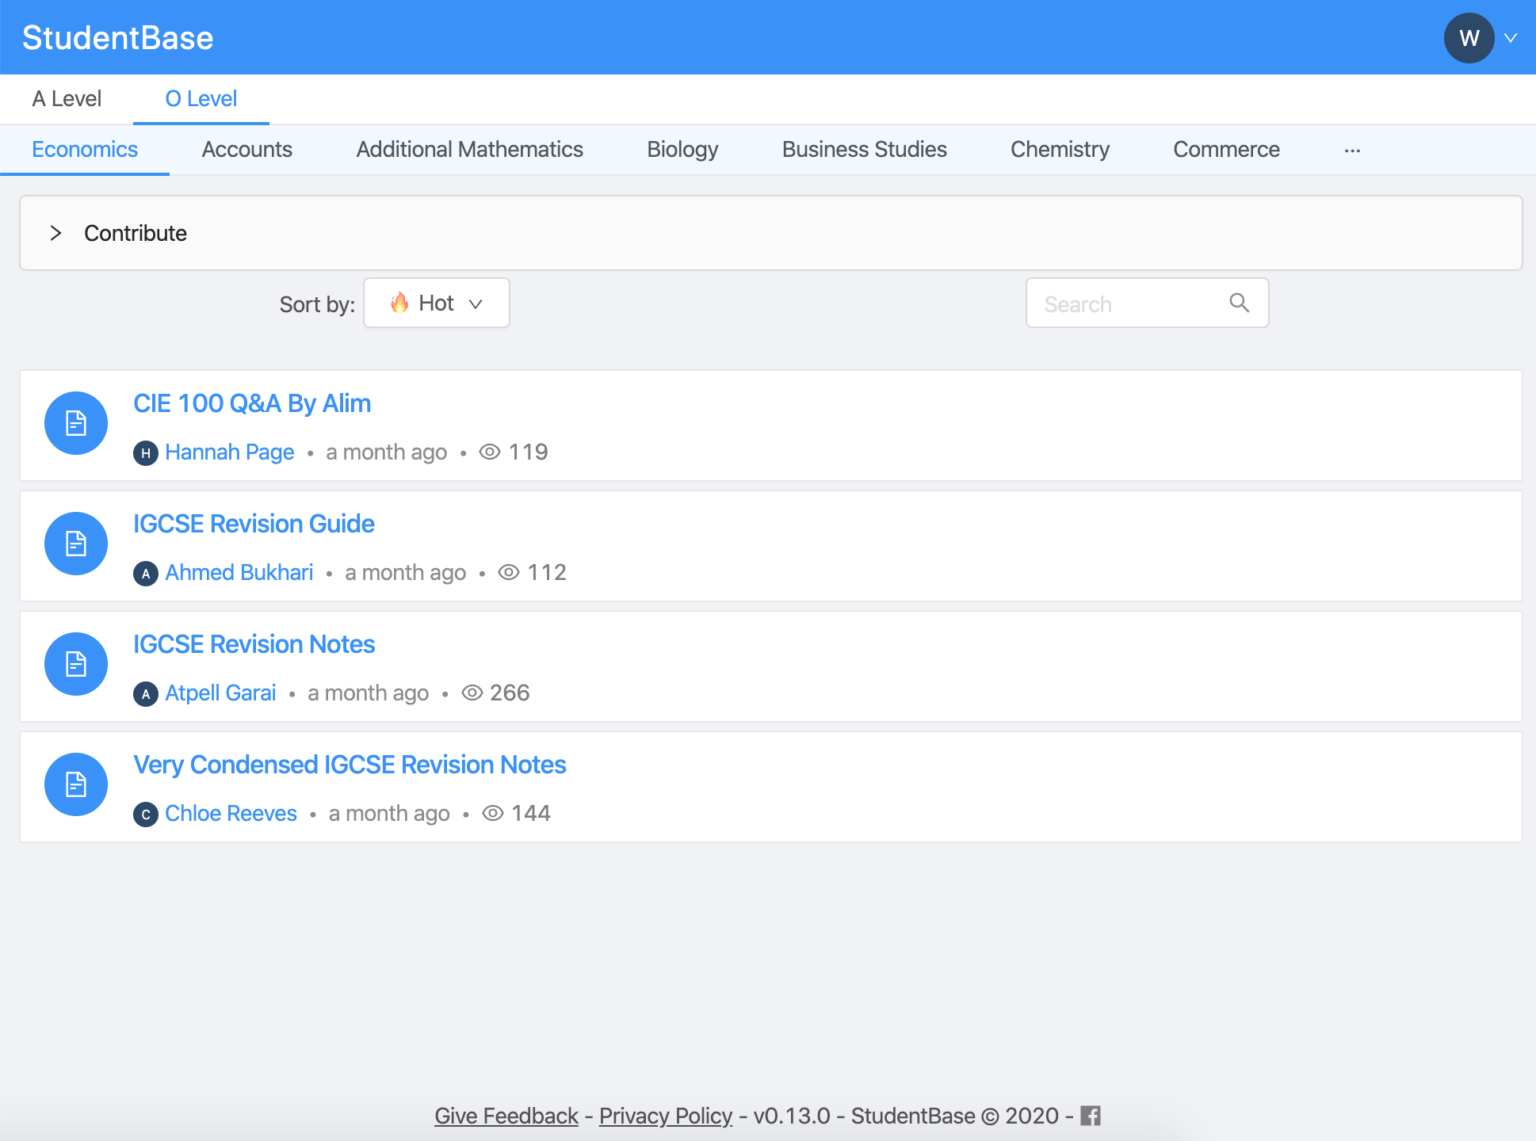 StudentBase
W
A Level O Level
Economics Accounts Additional Mathematics Biology Business Studies Chemistry Commerce ...
Contribute
Sort by: 🔥 Hot
Search
CIE 100 Q&A By Alim
H Hannah Page • a month ago • 119
IGCSE Revision Guide
A Ahmed Bukhari • a month ago • 112
IGCSE Revision Notes
A Atpell Garai • a month ago • 266
Very Condensed IGCSE Revision Notes
C Chloe Reeves • a month ago • 144
Give Feedback - Privacy Policy - v0.13.0 - StudentBase © 2020 -